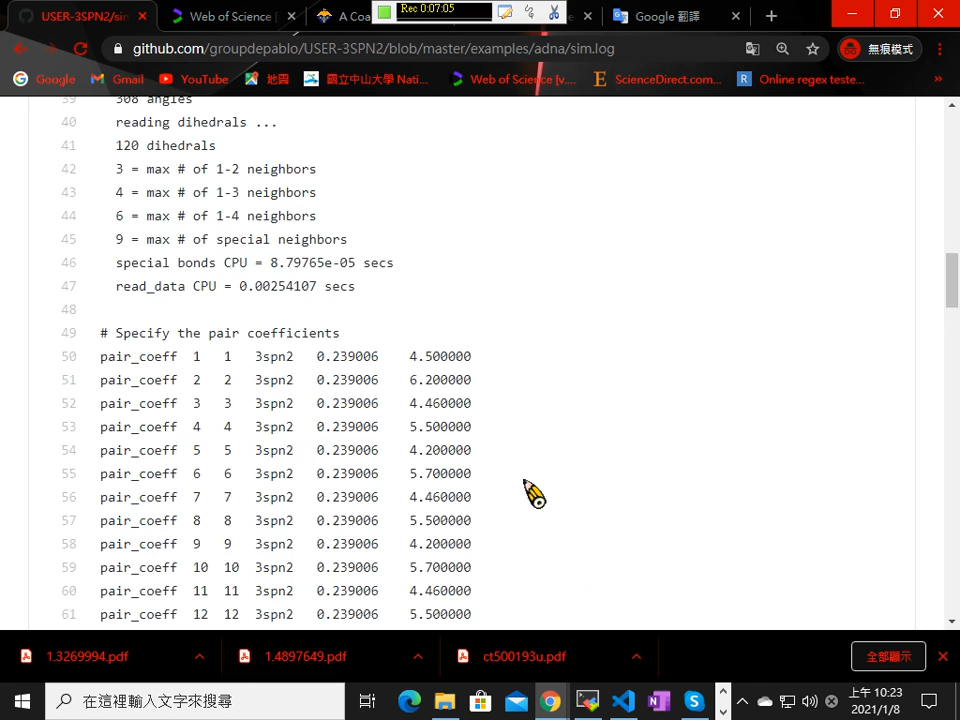 USER-3SPN2/sim
Web of Science [
A Coa
Rec 0:07:05
Google 翻譯
github.com/groupdepablo/USER-3SPN2/blob/master/examples/adna/sim.log
無痕模式
Google
Gmail
YouTube
地圖
國立中山大學 Nati...
Web of Science [v....
ScienceDirect.com...
Online regex teste...
»
39 308 angles
40 reading dihedrals ...
41 120 dihedrals
42 3 = max # of 1-2 neighbors
43 4 = max # of 1-3 neighbors
44 6 = max # of 1-4 neighbors
45 9 = max # of special neighbors
46 special bonds CPU = 8.79765e-05 secs
47 read_data CPU = 0.00254107 secs
48
49 # Specify the pair coefficients
50 pair_coeff 1 1 3spn2 0.239006 4.500000
51 pair_coeff 2 2 3spn2 0.239006 6.200000
52 pair_coeff 3 3 3spn2 0.239006 4.460000
53 pair_coeff 4 4 3spn2 0.239006 5.500000
54 pair_coeff 5 5 3spn2 0.239006 4.200000
55 pair_coeff 6 6 3spn2 0.239006 5.700000
56 pair_coeff 7 7 3spn2 0.239006 4.460000
57 pair_coeff 8 8 3spn2 0.239006 5.500000
58 pair_coeff 9 9 3spn2 0.239006 4.200000
59 pair_coeff 10 10 3spn2 0.239006 5.700000
60 pair_coeff 11 11 3spn2 0.239006 4.460000
61 pair_coeff 12 12 3spn2 0.239006 5.500000
1.3269994.pdf
1.4897649.pdf
ct500193u.pdf
全部顯示
在這裡輸入文字來搜尋
上午 10:23
2021/1/8